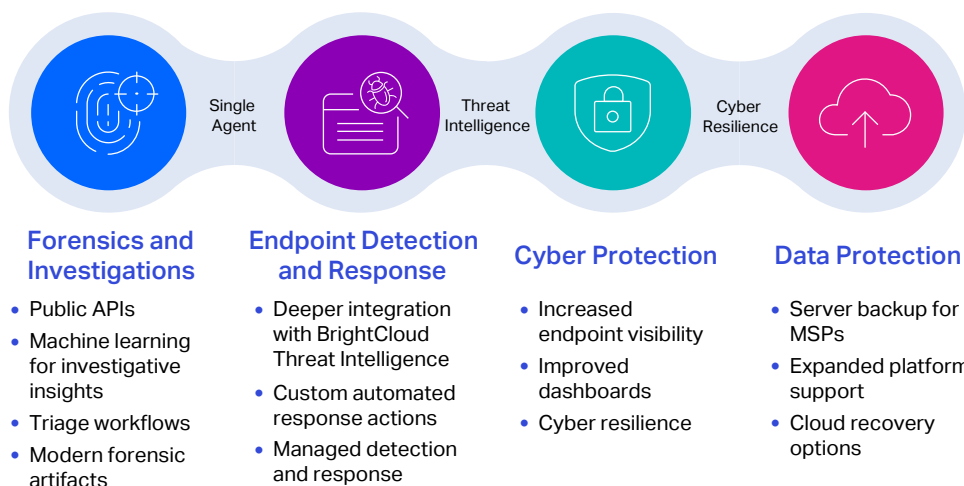 Single
Agent
Threat
Intelligence
Cyber
Resilience
Forensics and
Investigations
• Public APIs
• Machine learning
for investigative
insights
• Triage workflows
• Modern forensic
artifacts
Endpoint Detection
and Response
• Deeper integration
with BrightCloud
Threat Intelligence
• Custom automated
response actions
• Managed detection
and response
Cyber Protection
• Increased
endpoint visibility
• Improved
dashboards
• Cyber resilience
Data Protection
• Server backup for
MSPs
• Expanded platform
support
• Cloud recovery
options